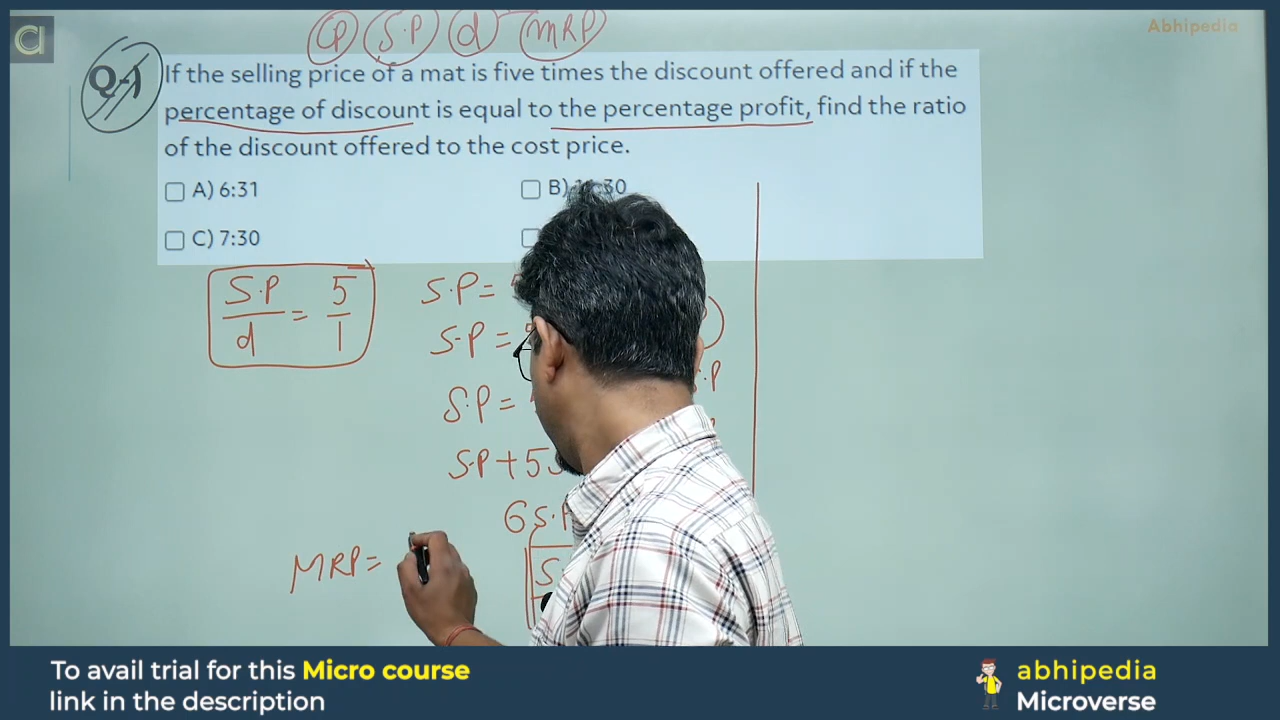 CP S.P d MRP
Abhipedia
Q-1 If the selling price of a mat is five times the discount offered and if the
percentage of discount is equal to the percentage profit, find the ratio
of the discount offered to the cost price.
A) 6:31
B) 11:30
C) 7:30
S.P/d = 5/1
S.P =
S.P =
S.P =
S.P + 5
6 S.P
MRP =
To avail trial for this Micro course
link in the description
abhipedia
Microverse